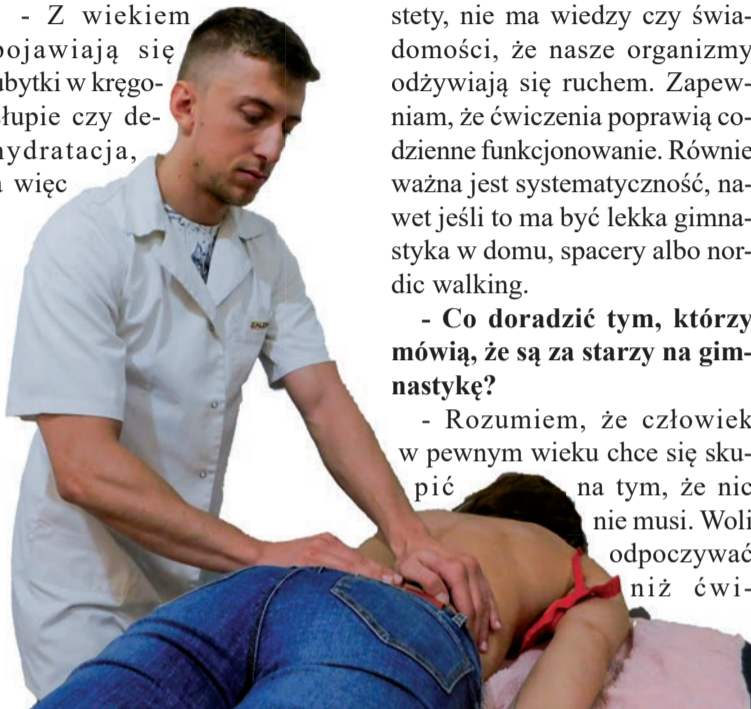 - Z wiekiem
pojawiają się
ubytki w kręgo-
słupie czy de-
hydratacja,
a więc
stety, nie ma wiedzy czy świa-
domości, że nasze organizmy
odżywiają się ruchem. Zapew-
niam, że ćwiczenia poprawią co-
dzienne funkcjonowanie. Równie
ważna jest systematyczność, na-
wet jeśli to ma być lekka gimna-
styka w domu, spacery albo nor-
dic walking.
- Co doradzić tym, którzy
mówią, że są za starzy na gim-
nastykę?
- Rozumiem, że człowiek
w pewnym wieku chce się sku-
pić na tym, że nic
nie musi. Woli
odpoczywać
niż ćwi-